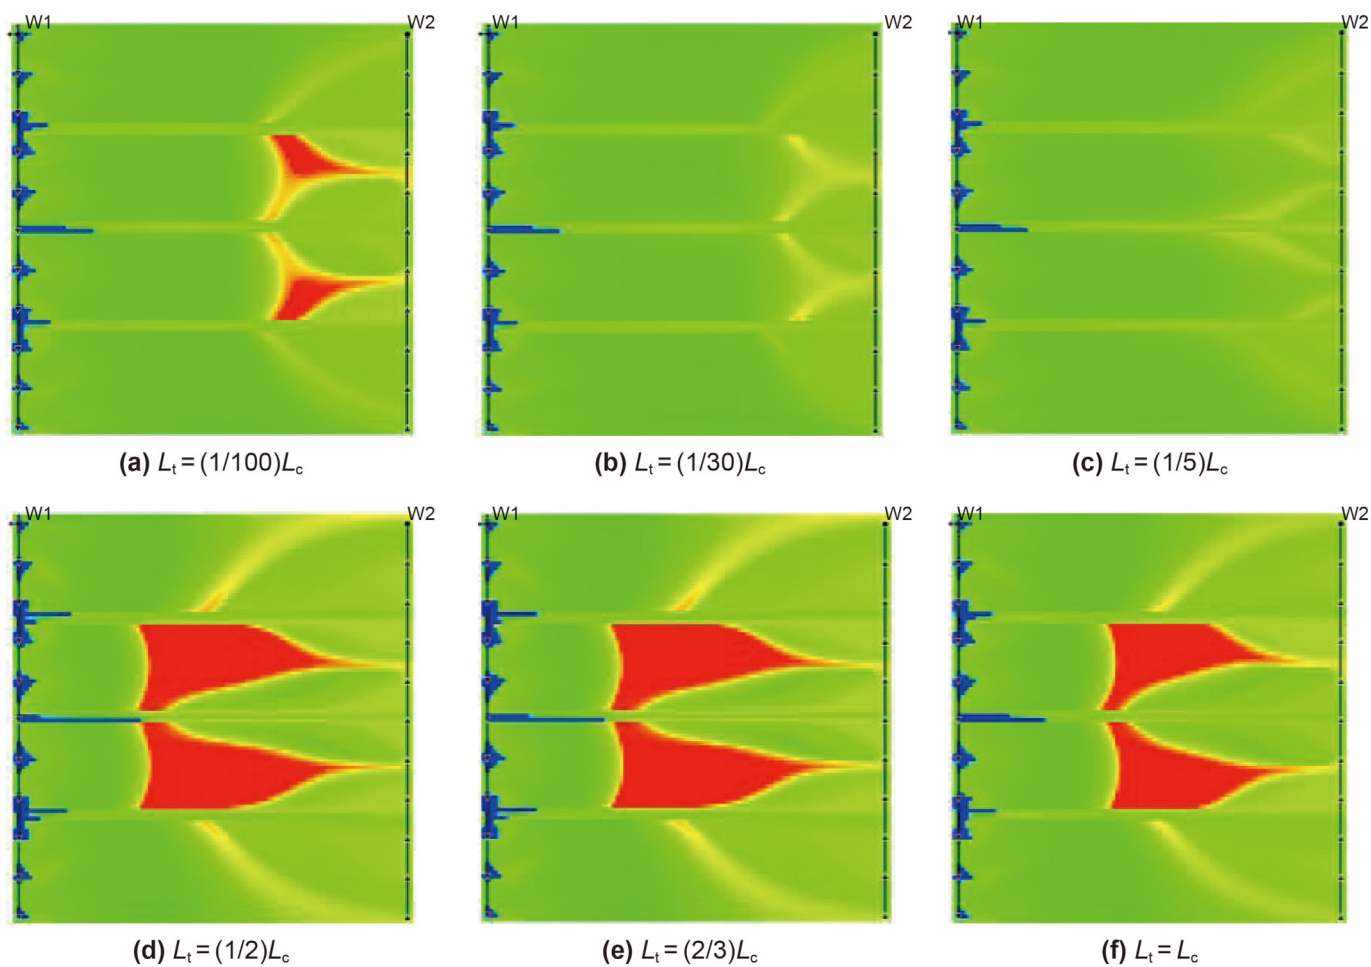 W1 W2 W1 W2 W1 W2
(a) Lt = (1/100)Lc (b) Lt = (1/30)Lc (c) Lt = (1/5)Lc
W1 W2 W1 W2 W1 W2
(d) Lt = (1/2)Lc (e) Lt = (2/3)Lc (f) Lt = Lc